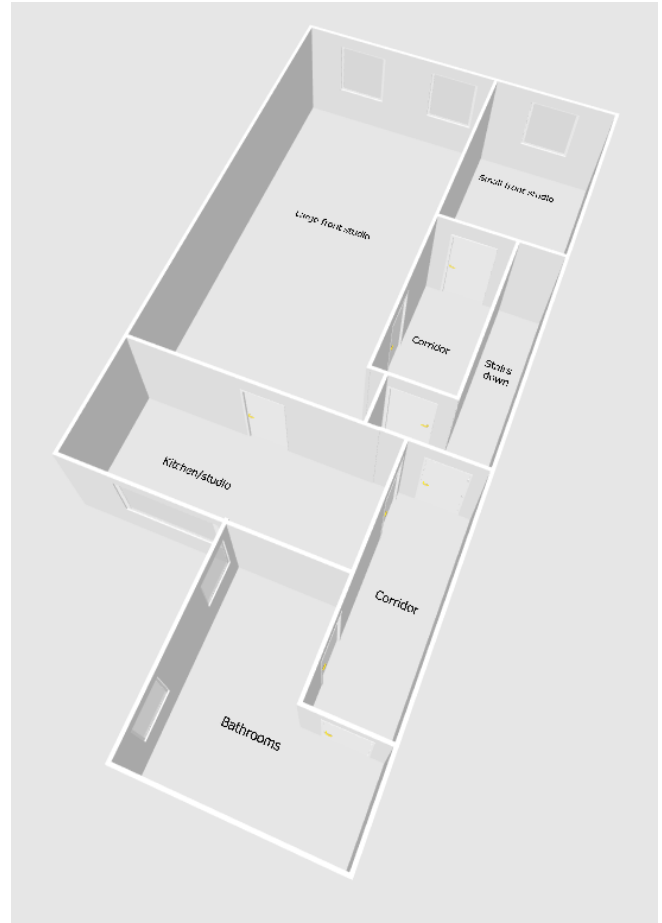 Small front studio
Large front studio
Corridor
Stairs
down
Kitchen/studio
Corridor
Bathrooms